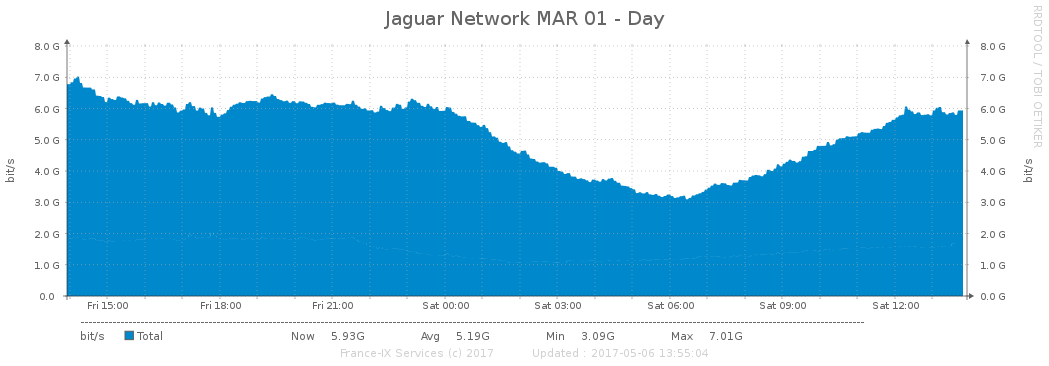 Jaguar Network MAR 01 - Day
RRDTOOL / TOBI OETIKER
bit/s
8.0 G
7.0 G
6.0 G
5.0 G
4.0 G
3.0 G
2.0 G
1.0 G
0.0
8.0 G
7.0 G
6.0 G
5.0 G
4.0 G
3.0 G
2.0 G
1.0 G
0.0 G
bit/s
Fri 15:00 Fri 18:00 Fri 21:00 Sat 00:00 Sat 03:00 Sat 06:00 Sat 09:00 Sat 12:00
bit/s Total Now 5.93G Avg 5.19G Min 3.09G Max 7.01G
France-IX Services (c) 2017 Updated : 2017-05-06 13:55:04